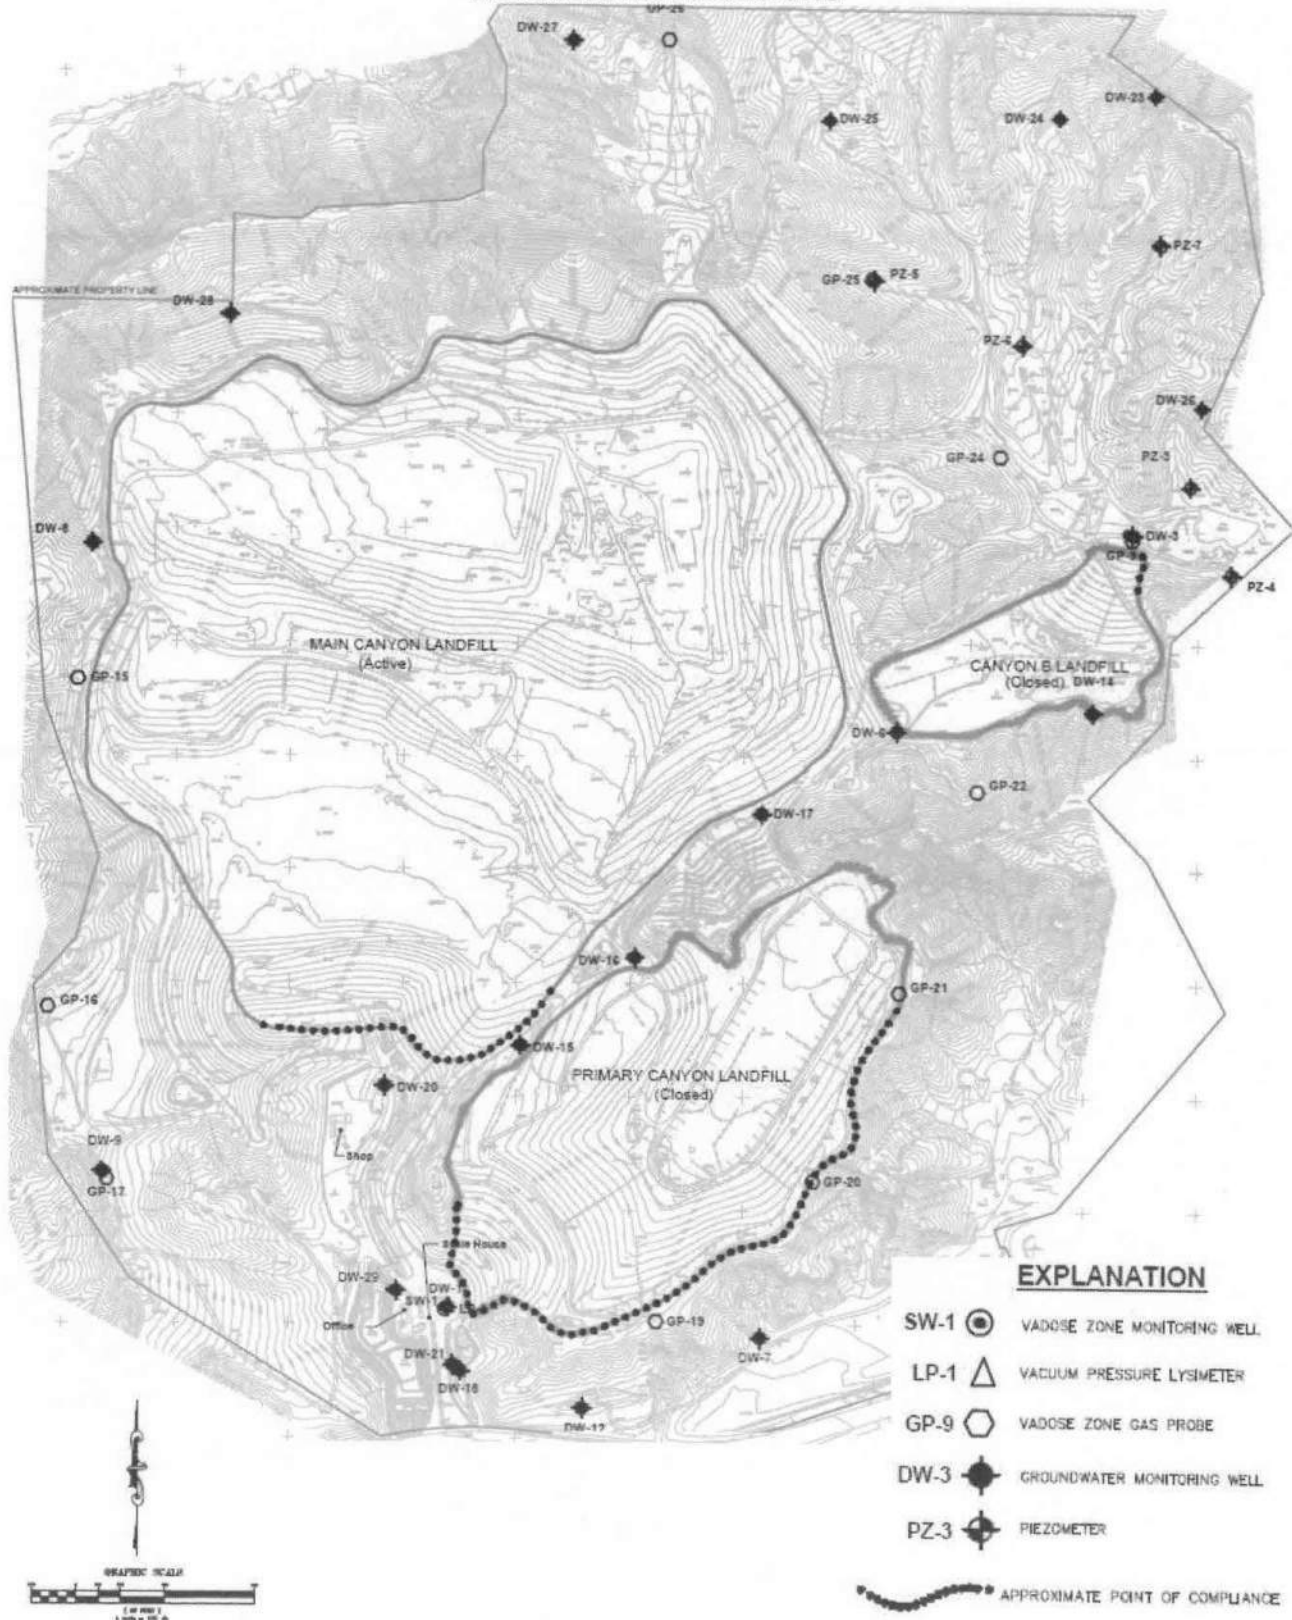 DW-27
GP-26
DW-25
DW-24
DW-23
PZ-7
GP-25
PZ-5
APPROXIMATE PROPERTY LINE
DW-28
PZ-6
DW-26
GP-24
PZ-3
DW-8
DW-3
GP-9
PZ-4
MAIN CANYON LANDFILL
(Active)
GP-15
CANYON B LANDFILL
(Closed)
DW-14
DW-6
GP-22
DW-17
DW-16
GP-16
GP-21
DW-15
PRIMARY CANYON LANDFILL
(Closed)
DW-20
Shop
DW-9
GP-17
GP-20
Scale House
DW-29
DW-1
SW-1
Office
GP-19
DW-21
DW-18
DW-7
DW-12
EXPLANATION
SW-1 VADOSE ZONE MONITORING WELL
LP-1 VACUUM PRESSURE LYSIMETER
GP-9 VADOSE ZONE GAS PROBE
DW-3 GROUNDWATER MONITORING WELL
PZ-3 PIEZOMETER
APPROXIMATE POINT OF COMPLIANCE
GRAPHIC SCALE